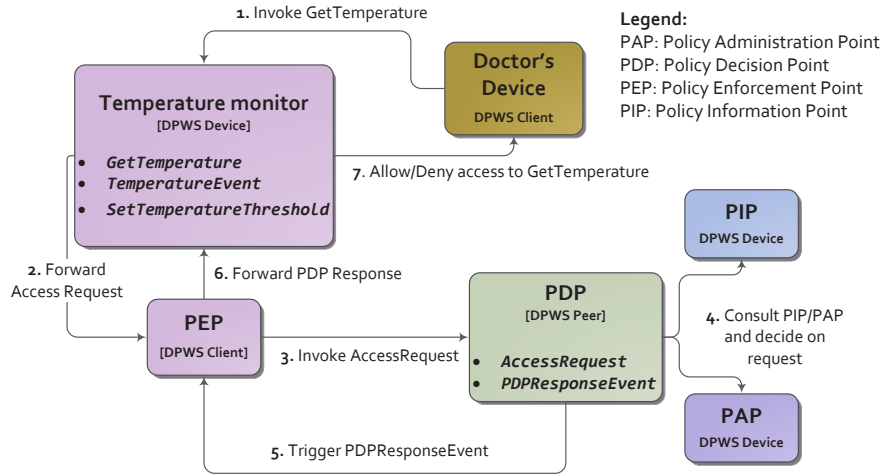 1. Invoke GetTemperature
Legend:
PAP: Policy Administration Point
PDP: Policy Decision Point
PEP: Policy Enforcement Point
PIP: Policy Information Point
Doctor's
Device
DPWS Client
Temperature monitor
[DPWS Device]
• GetTemperature
• TemperatureEvent
• SetTemperatureThreshold
7. Allow/Deny access to GetTemperature
PIP
DPWS Device
2. Forward
Access Request
6. Forward PDP Response
PDP
[DPWS Peer]
• AccessRequest
• PDPResponseEvent
4. Consult PIP/PAP
and decide on
request
PEP
[DPWS Client]
3. Invoke AccessRequest
PAP
DPWS Device
5. Trigger PDPResponseEvent